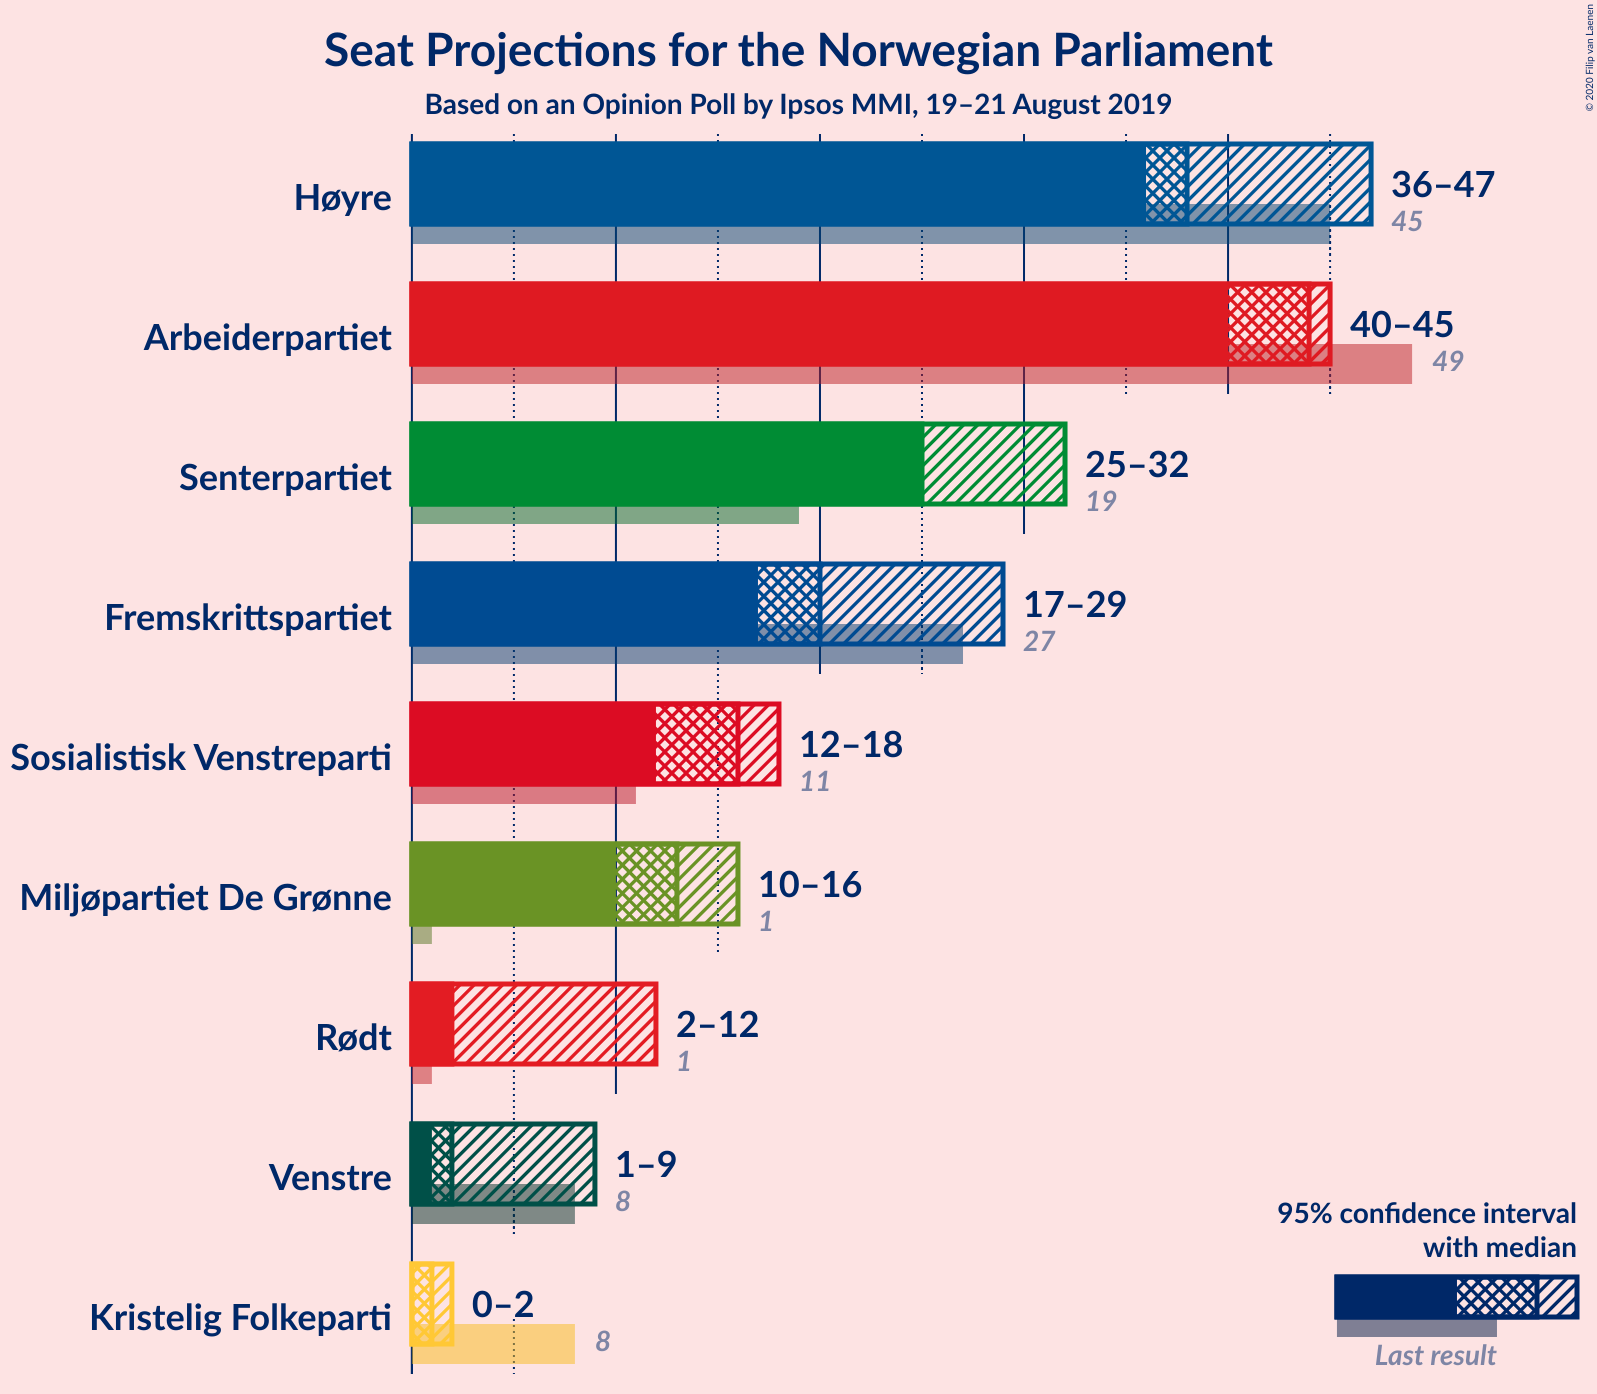 Seat Projections for the Norwegian Parliament
Based on an Opinion Poll by Ipsos MMI, 19–21 August 2019
© 2020 Filip van Laenen
Høyre
36–47
45
Arbeiderpartiet
40–45
49
Senterpartiet
25–32
19
Fremskrittspartiet
17–29
27
Sosialistisk Venstreparti
12–18
11
Miljøpartiet De Grønne
10–16
1
Rødt
2–12
1
Venstre
1–9
8
Kristelig Folkeparti
0–2
8
95% confidence interval
with median
Last result